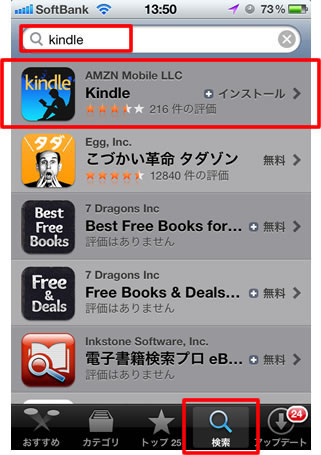 SoftBank 13:50 73%
kindle
kindle
AMZN Mobile LLC
Kindle
インストール
216 件の評価
タダ
Egg, Inc.
こづかい革命 タダゾン
無料
12840 件の評価
Best Free Books
7 Dragons Inc
Best Free Books for...
無料
評価はありません
Free & Deals
7 Dragons Inc
Free Books & Deals...
無料
評価はありません
Inkstone Software, Inc.
電子書籍検索プロ eB...
無料
評価はありません
24
おすすめ カテゴリ トップ 25 検索 アップデート